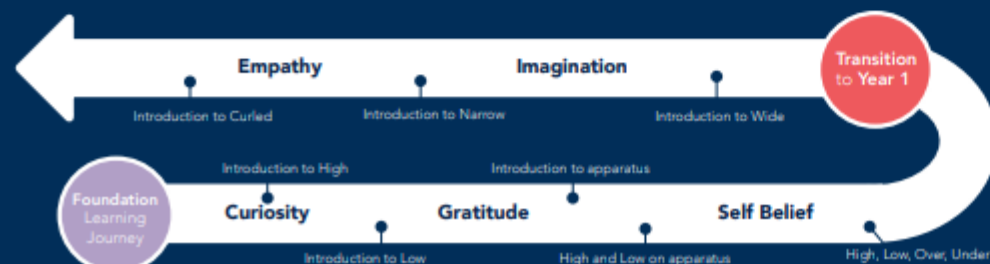 Empathy
Imagination
Transition
to Year 1
Introduction to Curled
Introduction to Narrow
Introduction to Wide
Introduction to High
Introduction to apparatus
Foundation
Learning
Journey
Curiosity
Gratitude
Self Belief
Introduction to Low
High and Low on apparatus
High, Low, Over, Under